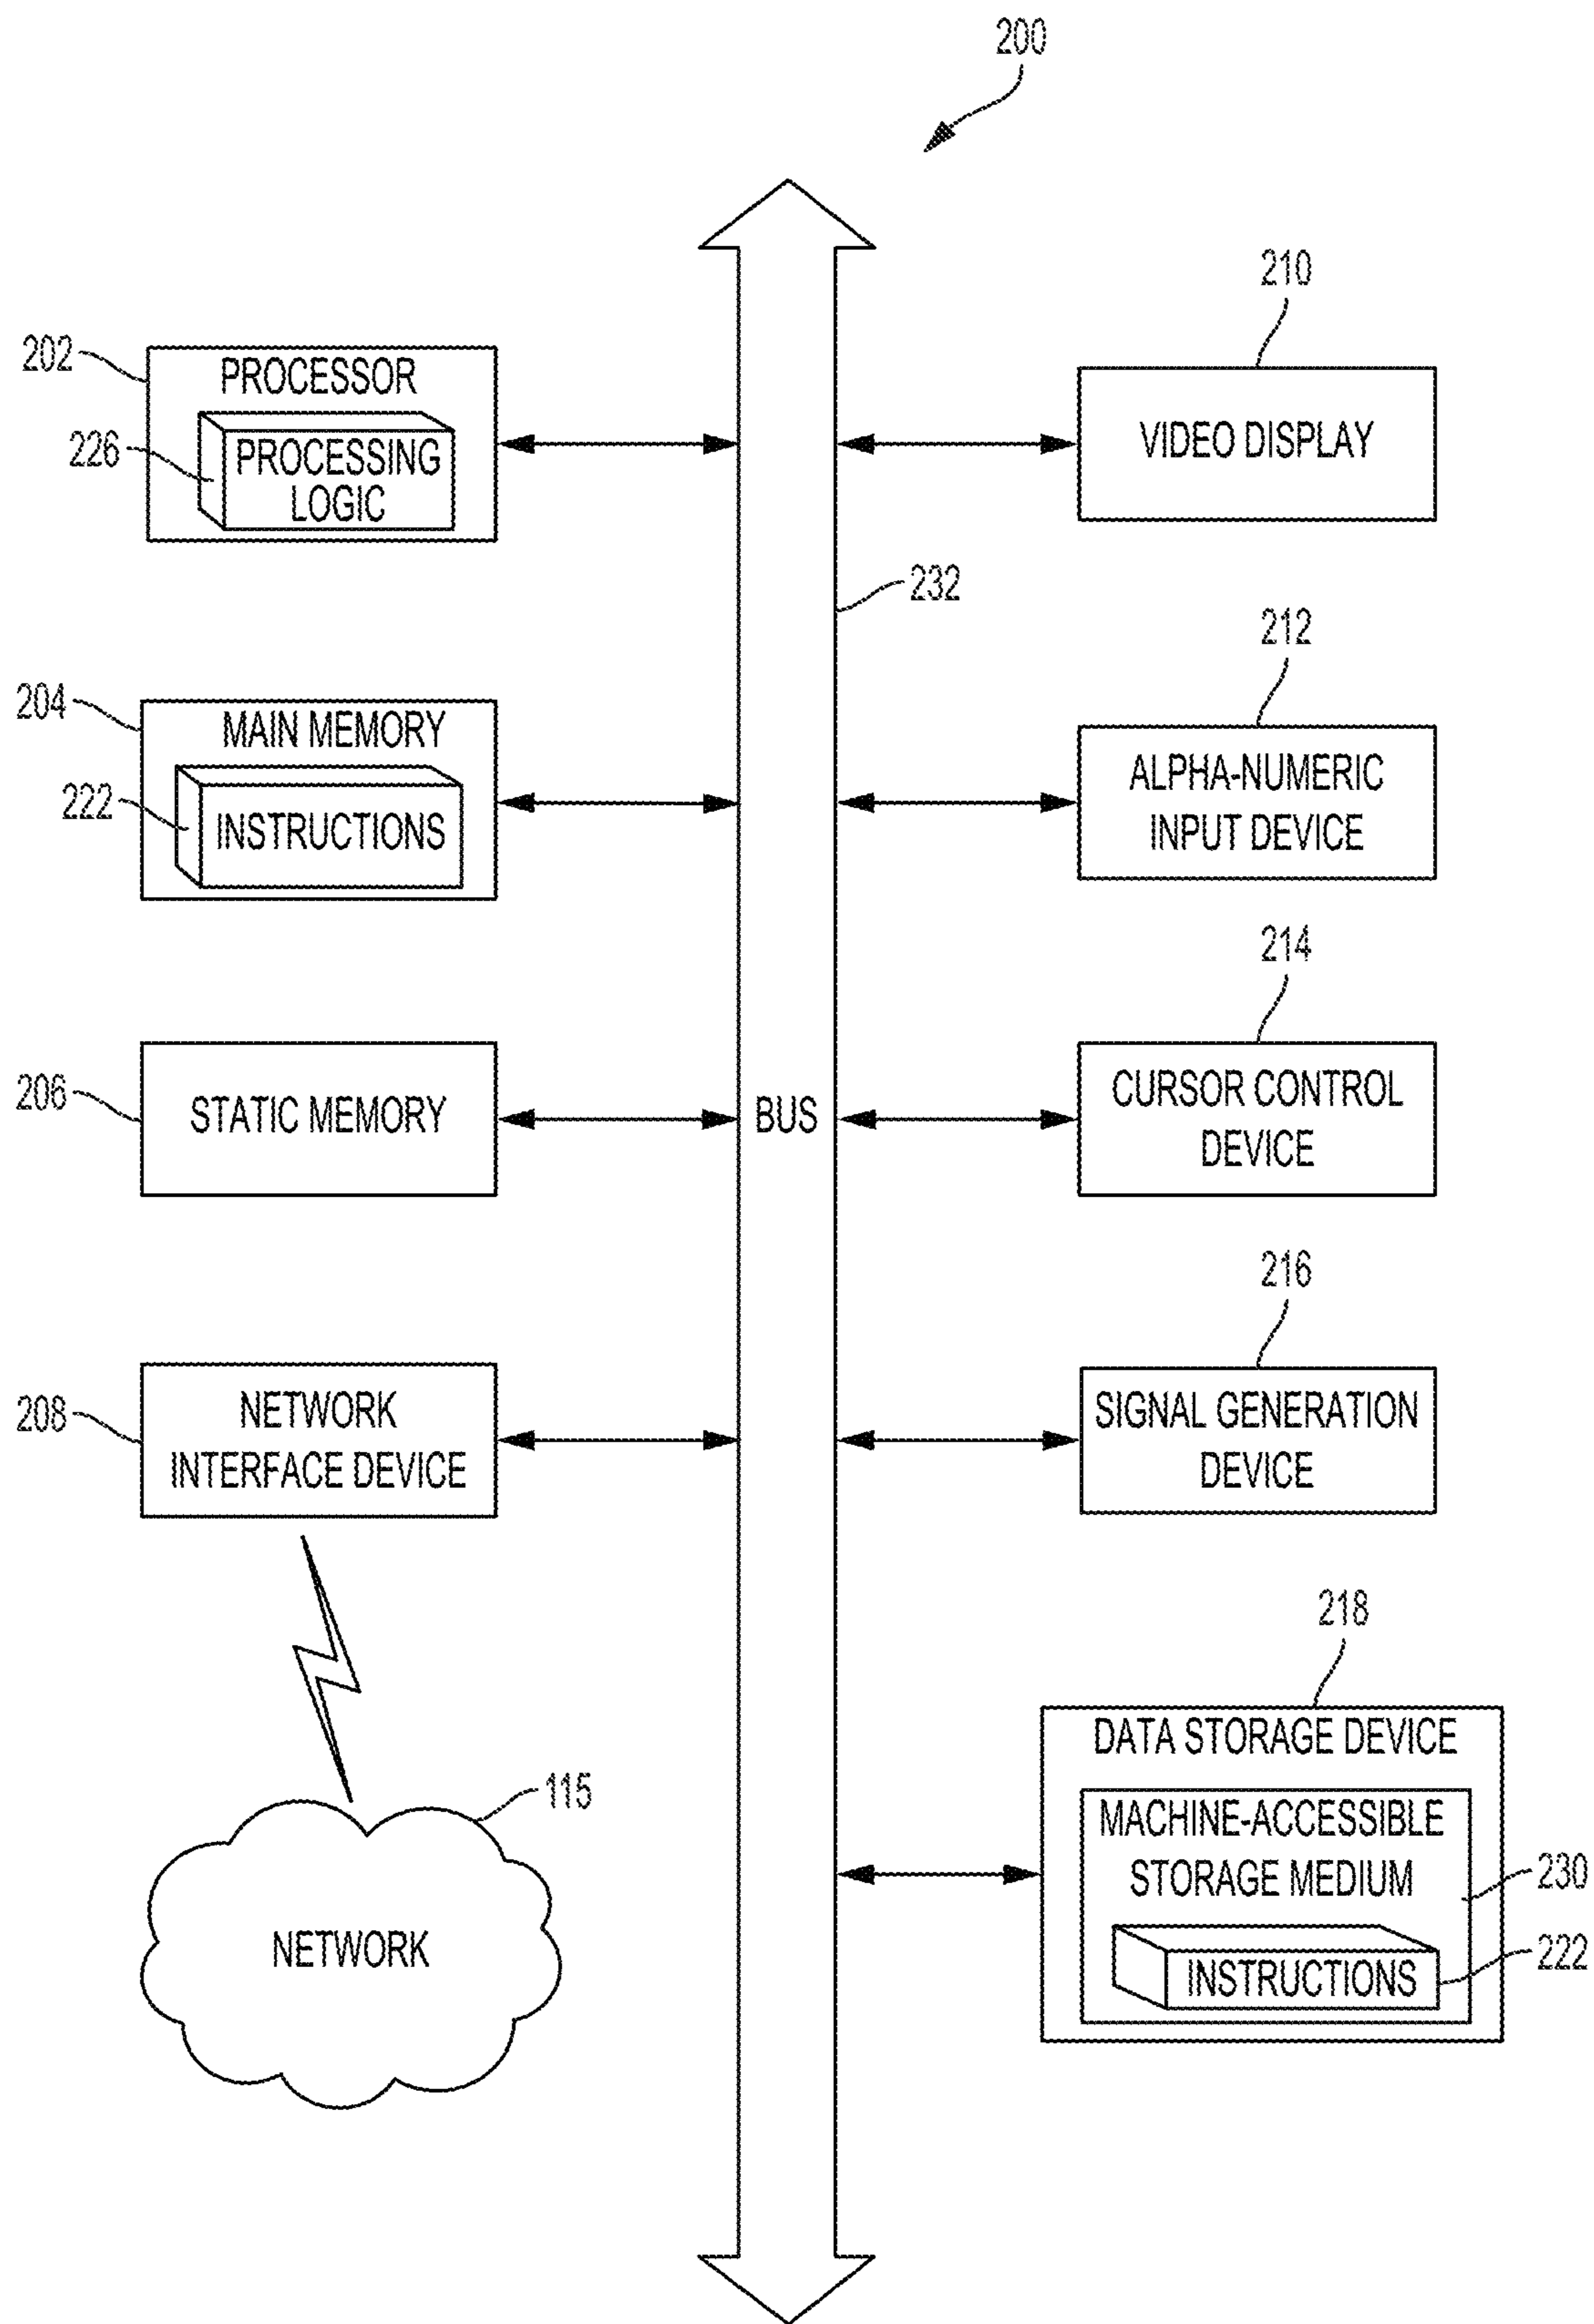 200
202
PROCESSOR
226
PROCESSING
LOGIC
204
MAIN MEMORY
222
INSTRUCTIONS
206
STATIC MEMORY
208
NETWORK
INTERFACE DEVICE
115
NETWORK
BUS
232
210
VIDEO DISPLAY
212
ALPHA-NUMERIC
INPUT DEVICE
214
CURSOR CONTROL
DEVICE
216
SIGNAL GENERATION
DEVICE
218
DATA STORAGE DEVICE
MACHINE-ACCESSIBLE
STORAGE MEDIUM
230
INSTRUCTIONS
222